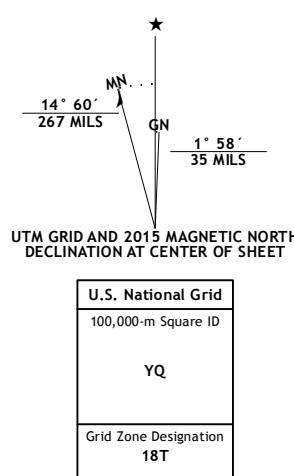 MN
14° 60´
267 MILS
GN
1° 58´
35 MILS
UTM GRID AND 2015 MAGNETIC NORTH
DECLINATION AT CENTER OF SHEET
U.S. National Grid
100,000-m Square ID
YQ
Grid Zone Designation
18T